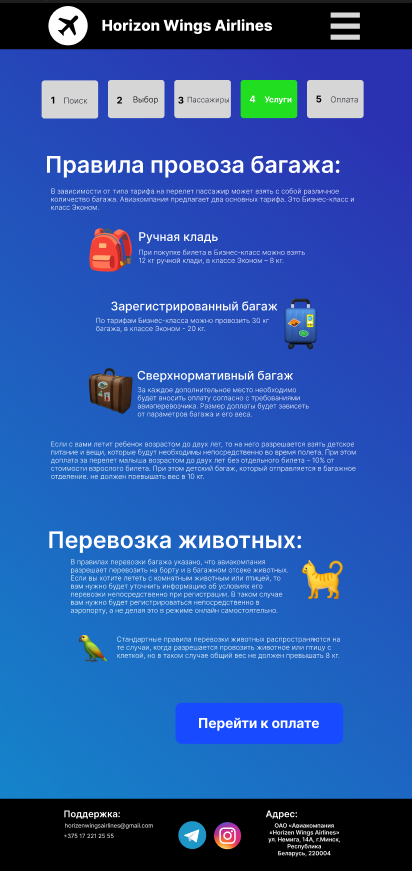 Horizon Wings Airlines
1 Поиск
2 Выбор
3 Пассажиры
4 Услуги
5 Оплата
Правила провоза багажа:
В зависимости от типа тарифа на перелет пассажир может взять с собой различное
количество багажа. Авиакомпания предлагает два основных тарифа. Это Бизнес-класс и
класс Эконом.
Ручная кладь
При покупке билета в Бизнес-класс можно взять
12 кг ручной клади, в классе Эконом – 8 кг.
Зарегистрированный багаж
По тарифам Бизнес-класса можно провозить 30 кг
багажа, в классе Эконом - 20 кг.
Сверхнормативный багаж
За каждое дополнительное место необходимо
будет вносить оплату согласно с требованиями
авиаперевозчика. Размер доплаты будет зависеть
от параметров багажа и его веса.
Если с вами летит ребенок возрастом до двух лет, то на него разрешается взять детское
питание и вещи, которые будут необходимы непосредственно во время полета. При этом
доплата за перелет малыша возрастом до двух лет без отдельного билета – 10% от
стоимости взрослого билета. При этом детский багаж, который отправляется в багажное
отделение, не должен превышать вес в 10 кг.
Перевозка животных:
В правилах перевозки багажа указано, что авиакомпания
разрешает перевозить на борту и в багажном отсеке животных.
Если вы хотите лететь с комнатным животным или птицей, то
вам нужно будет уточнить информацию об условиях его
перевозки непосредственно при регистрации. В таком случае
вам нужно будет регистрироваться непосредственно в
аэропорту, а не делая это в режиме онлайн самостоятельно.
Стандартные правила перевозки животных распространяются на
те случаи, когда разрешается провозить животное или птицу с
клеткой, но в таком случае общий вес не должен превышать 8 кг.
Перейти к оплате
Поддержка:
horizenwingsairlines@gmail.com
+375 17 221 25 55
Адрес:
ОАО «Авиакомпания
«Horizon Wings Airlines»
ул. Немига, 14А, г.Минск,
Республика
Беларусь, 220004